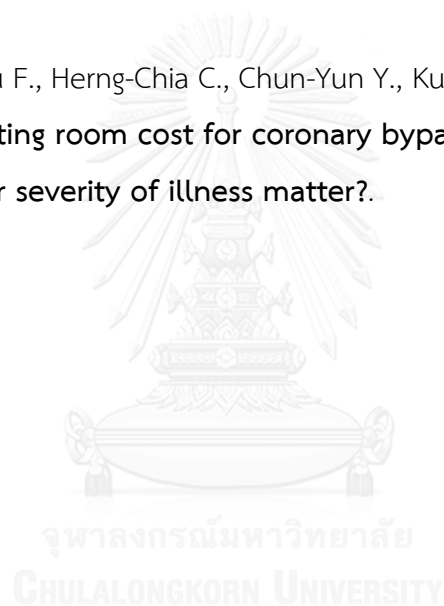 F., Herng-Chia C., Chun-Yun Y., Ku
ting room cost for coronary bypa
severity of illness matter?.
จุฬาลงกรณ์มหาวิทยาลัย
CHULALONGKORN UNIVERSITY